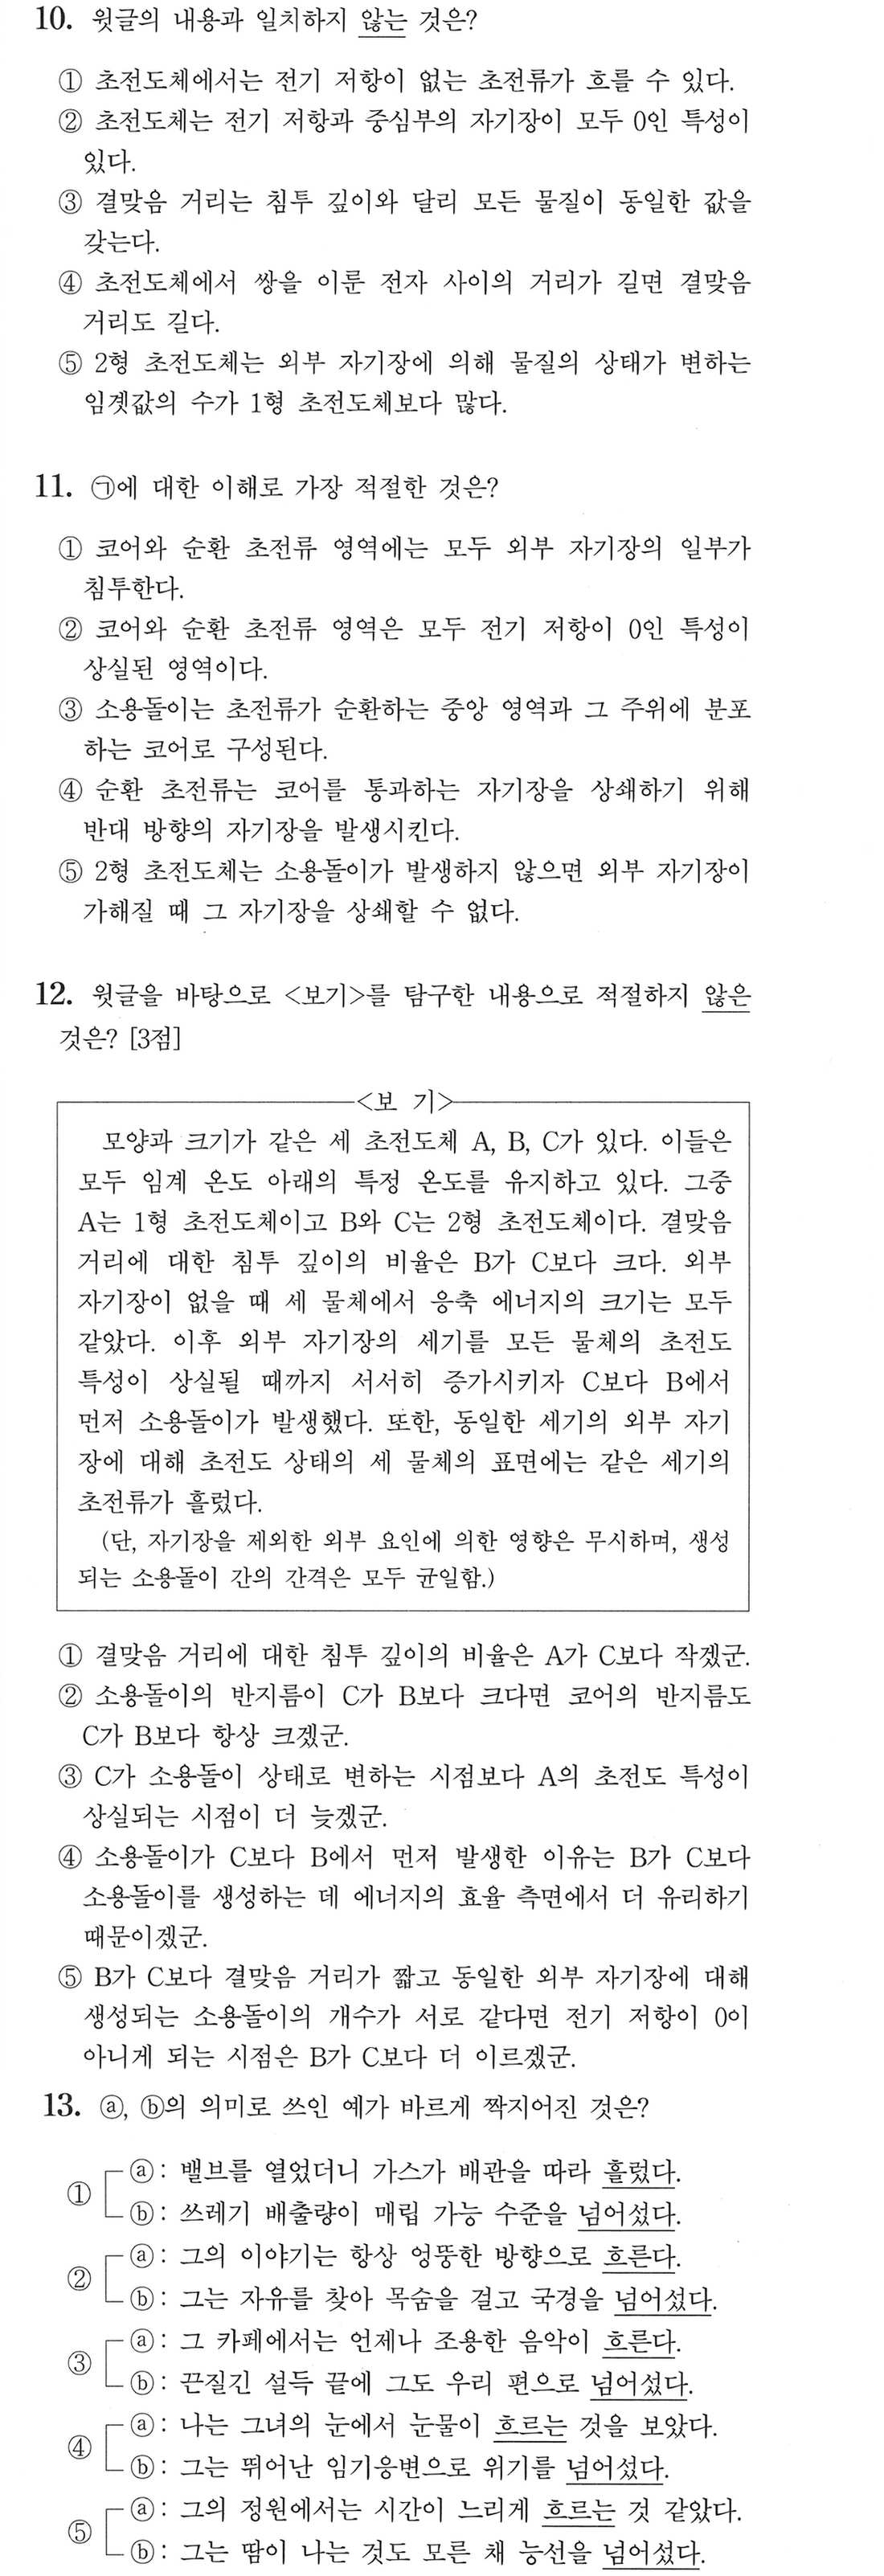 10. 윗글의 내용과 일치하지 않는 것은?
① 초전도체에서는 전기 저항이 없는 초전류가 흐를 수 있다.
② 초전도체는 전기 저항과 중심부의 자기장이 모두 0인 특성이
있다.
③ 결맞음 거리는 침투 깊이와 달리 모든 물질이 동일한 값을
갖는다.
④ 초전도체에서 쌍을 이룬 전자 사이의 거리가 길면 결맞음
거리도 길다.
⑤ 2형 초전도체는 외부 자기장에 의해 물질의 상태가 변하는
임곗값의 수가 1형 초전도체보다 많다.
11. ㉠에 대한 이해로 가장 적절한 것은?
① 코어와 순환 초전류 영역에는 모두 외부 자기장의 일부가
침투한다.
② 코어와 순환 초전류 영역은 모두 전기 저항이 0인 특성이
상실된 영역이다.
③ 소용돌이는 초전류가 순환하는 중앙 영역과 그 주위에 분포
하는 코어로 구성된다.
④ 순환 초전류는 코어를 통과하는 자기장을 상쇄하기 위해
반대 방향의 자기장을 발생시킨다.
⑤ 2형 초전도체는 소용돌이가 발생하지 않으면 외부 자기장이
가해질 때 그 자기장을 상쇄할 수 없다.
12. 윗글을 바탕으로 <보기>를 탐구한 내용으로 적절하지 않은
것은? [3점]
<보 기>
모양과 크기가 같은 세 초전도체 A, B, C가 있다. 이들은
모두 임계 온도 아래의 특정 온도를 유지하고 있다. 그중
A는 1형 초전도체이고 B와 C는 2형 초전도체이다. 결맞음
거리에 대한 침투 깊이의 비율은 B가 C보다 크다. 외부
자기장이 없을 때 세 물체에서 응축 에너지의 크기는 모두
같았다. 이후 외부 자기장의 세기를 모든 물체의 초전도
특성이 상실될 때까지 서서히 증가시키자 C보다 B에서
먼저 소용돌이가 발생했다. 또한, 동일한 세기의 외부 자기
장에 대해 초전도 상태의 세 물체의 표면에는 같은 세기의
초전류가 흘렀다.
(단, 자기장을 제외한 외부 요인에 의한 영향은 무시하며, 생성
되는 소용돌이 간의 간격은 모두 균일함.)
① 결맞음 거리에 대한 침투 깊이의 비율은 A가 C보다 작겠군.
② 소용돌이의 반지름이 C가 B보다 크다면 코어의 반지름도
C가 B보다 항상 크겠군.
③ C가 소용돌이 상태로 변하는 시점보다 A의 초전도 특성이
상실되는 시점이 더 늦겠군.
④ 소용돌이가 C보다 B에서 먼저 발생한 이유는 B가 C보다
소용돌이를 생성하는 데 에너지의 효율 측면에서 더 유리하기
때문이겠군.
⑤ B가 C보다 결맞음 거리가 짧고 동일한 외부 자기장에 대해
생성되는 소용돌이의 개수가 서로 같다면 전기 저항이 0이
아니게 되는 시점은 B가 C보다 더 이르겠군.
13. ⓐ, ⓑ의 의미로 쓰인 예가 바르게 짝지어진 것은?
① ⓐ: 밸브를 열었더니 가스가 배관을 따라 흘렀다.
ⓑ: 쓰레기 배출량이 매립 가능 수준을 넘어섰다.
② ⓐ: 그의 이야기는 항상 엉뚱한 방향으로 흐른다.
ⓑ: 그는 자유를 찾아 목숨을 걸고 국경을 넘어섰다.
③ ⓐ: 그 카페에서는 언제나 조용한 음악이 흐른다.
ⓑ: 끈질긴 설득 끝에 그도 우리 편으로 넘어섰다.
④ ⓐ: 나는 그녀의 눈에서 눈물이 흐르는 것을 보았다.
ⓑ: 그는 뛰어난 임기응변으로 위기를 넘어섰다.
⑤ ⓐ: 그의 정원에서는 시간이 느리게 흐르는 것 같았다.
ⓑ: 그는 땀이 나는 것도 모른 채 능선을 넘어섰다.